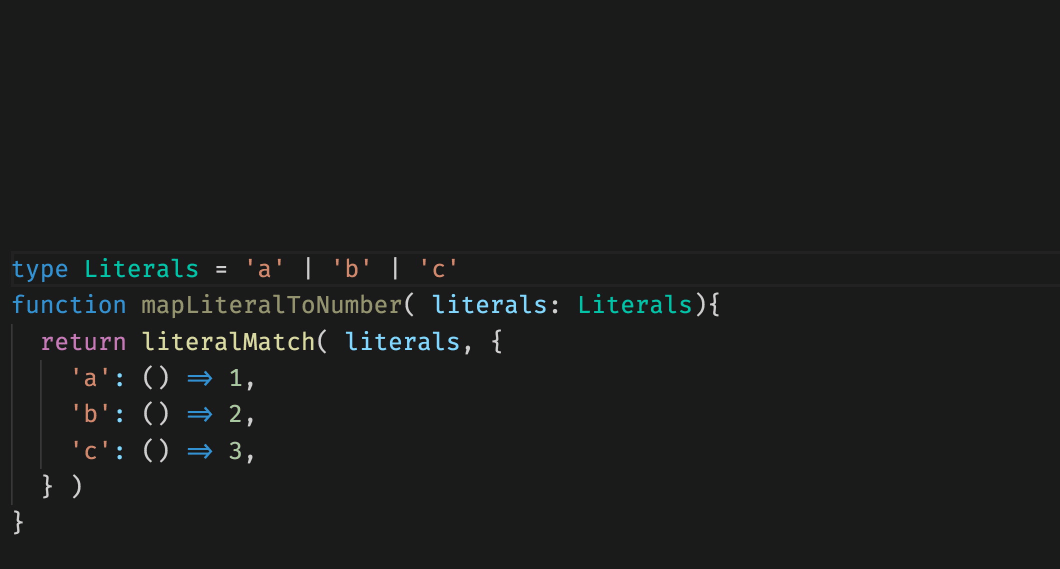 type Literals = 'a' | 'b' | 'c'
function mapLiteralToNumber( literals: Literals){
  return literalMatch( literals, {
    'a': () => 1,
    'b': () => 2,
    'c': () => 3,
  } )
}